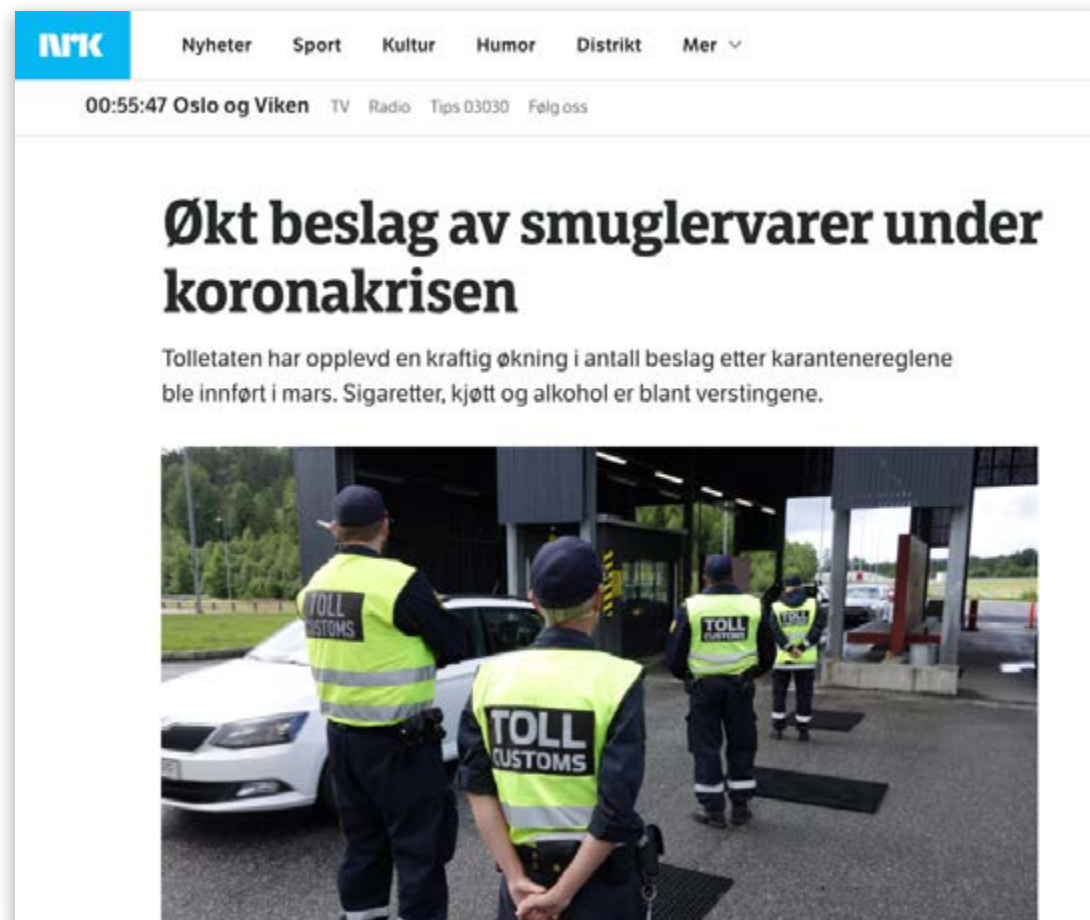 nrk
Nyheter Sport Kultur Humor Distrikt Mer
00:55:47 Oslo og Viken TV Radio Tips 03030 Følg oss
Økt beslag av smuglervarer under
koronakrisen
Tolletaten har opplevd en kraftig økning i antall beslag etter karantenereglene
ble innført i mars. Sigaretter, kjøtt og alkohol er blant verstingene.
TOLL
CUSTOMS
TOLL
CUSTOMS
TOLL
CUSTOMS
TOLL